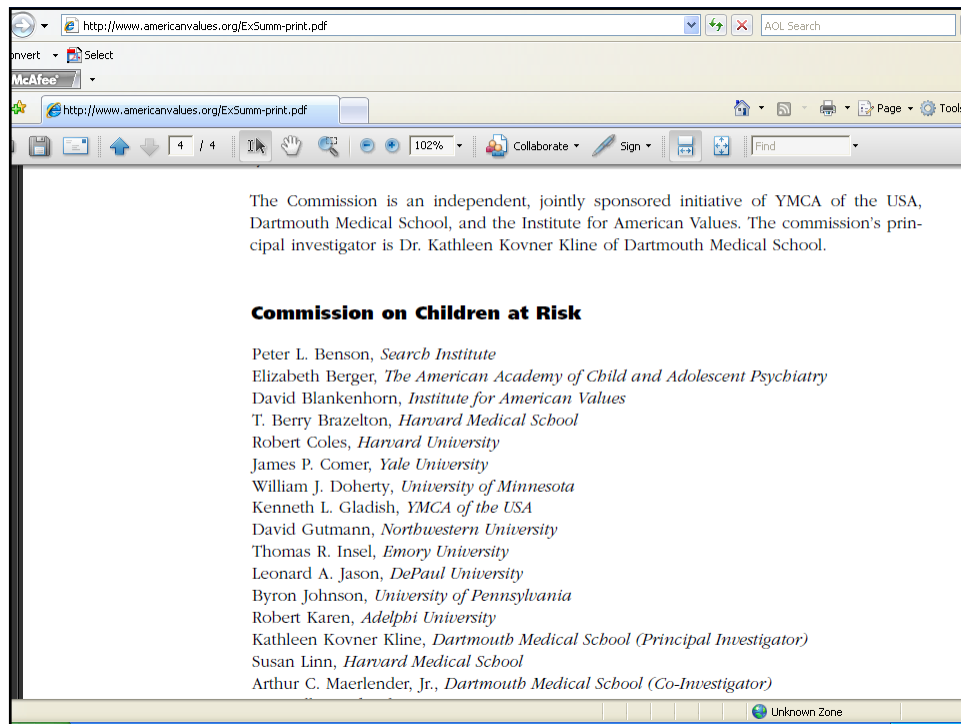 http://www.americanvalues.org/ExSumm-print.pdf AOL Search
onvert Select
McAfee
http://www.americanvalues.org/ExSumm-print.pdf Page Tools
4 / 4 102% Collaborate Sign Find
The Commission is an independent, jointly sponsored initiative of YMCA of the USA,
Dartmouth Medical School, and the Institute for American Values. The commission's prin-
cipal investigator is Dr. Kathleen Kovner Kline of Dartmouth Medical School.
Commission on Children at Risk
Peter L. Benson, Search Institute
Elizabeth Berger, The American Academy of Child and Adolescent Psychiatry
David Blankenhorn, Institute for American Values
T. Berry Brazelton, Harvard Medical School
Robert Coles, Harvard University
James P. Comer, Yale University
William J. Doherty, University of Minnesota
Kenneth L. Gladish, YMCA of the USA
David Gutmann, Northwestern University
Thomas R. Insel, Emory University
Leonard A. Jason, DePaul University
Byron Johnson, University of Pennsylvania
Robert Karen, Adelphi University
Kathleen Kovner Kline, Dartmouth Medical School (Principal Investigator)
Susan Linn, Harvard Medical School
Arthur C. Maerlender, Jr., Dartmouth Medical School (Co-Investigator)
Unknown Zone